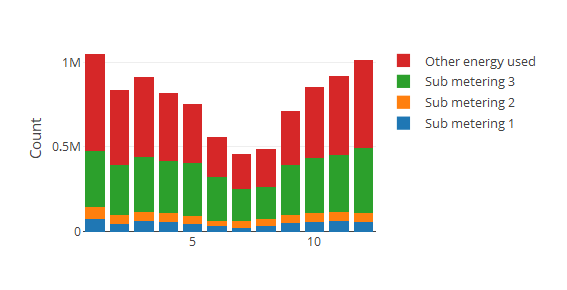 1M
0.5M
0
Count
5
10
Other energy used
Sub metering 3
Sub metering 2
Sub metering 1